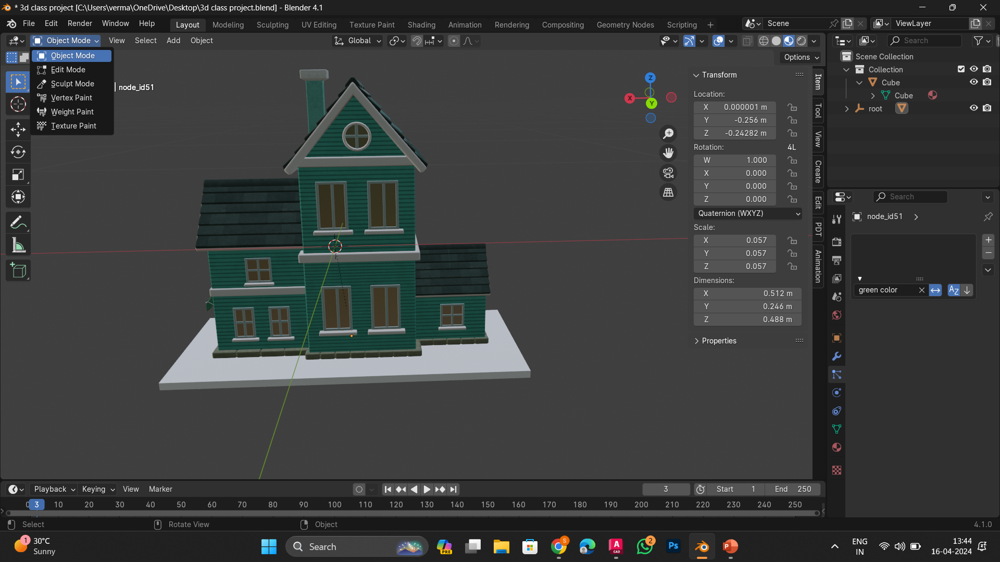 * 3d class project [C:\Users\verma\OneDrive\Desktop\3d class project.blend] - Blender 4.1
File Edit Render Window Help Layout Modeling Sculpting UV Editing Texture Paint Shading Animation Rendering Compositing Geometry Nodes Scripting + Scene ViewLayer
Object Mode View Select Add Object Global Search
Object Mode
Edit Mode
Sculpt Mode
Vertex Paint
Weight Paint
Texture Paint
| node_id51
Options
Z
X
Y
Transform
Location:
X 0.000001 m
Y -0.256 m
Z -0.24282 m
Rotation: 4L
W 1.000
X 0.000
Y 0.000
Z 0.000
Quaternion (WXYZ)
Scale:
X 0.057
Y 0.057
Z 0.057
Dimensions:
X 0.512 m
Y 0.246 m
Z 0.488 m
Properties
Item
Tool
View
Create
Edit
PDT
Animation
Scene Collection
Collection
Cube
Cube
root
Search
node_id51
green color
AZ
Playback Keying View Marker 3 Start 1 End 250
0 3 10 20 30 40 50 60 70 80 90 100 110 120 130 140 150 160 170 180 190 200 210 220 230 240 250
Select Rotate View Object 4.1.0
1 30°C
Sunny
Search
PRE
S
A
CAD
2
Ps
P
ENG
IN
13:44
16-04-2024